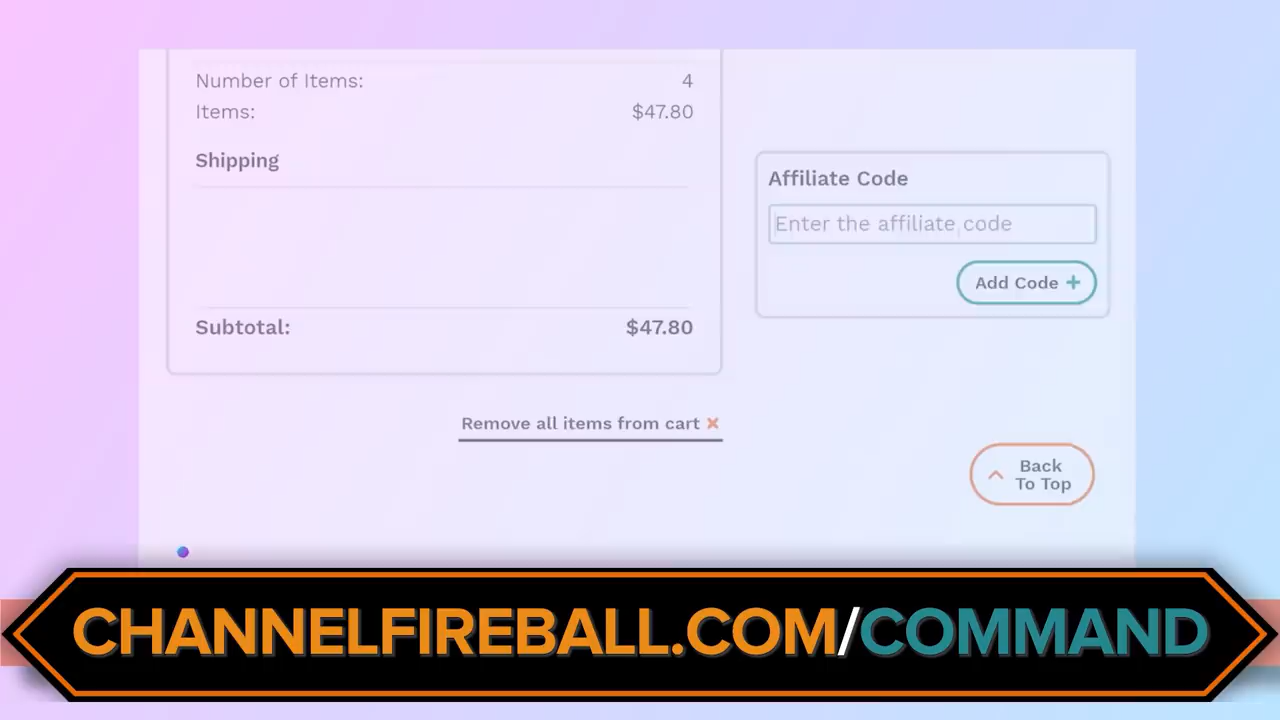 Number of Items: 4
Items: $47.80
Shipping
Subtotal: $47.80
Affiliate Code
Enter the affiliate code
Add Code +
Remove all items from cart ×
Back
To Top
CHANNELFIREBALL.COM/COMMAND